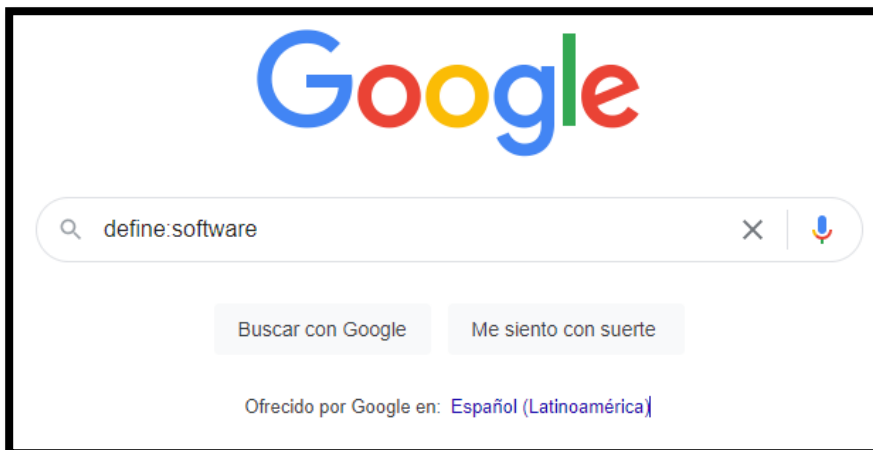 Google
define:software
Buscar con Google Me siento con suerte
Ofrecido por Google en: Español (Latinoamérica)